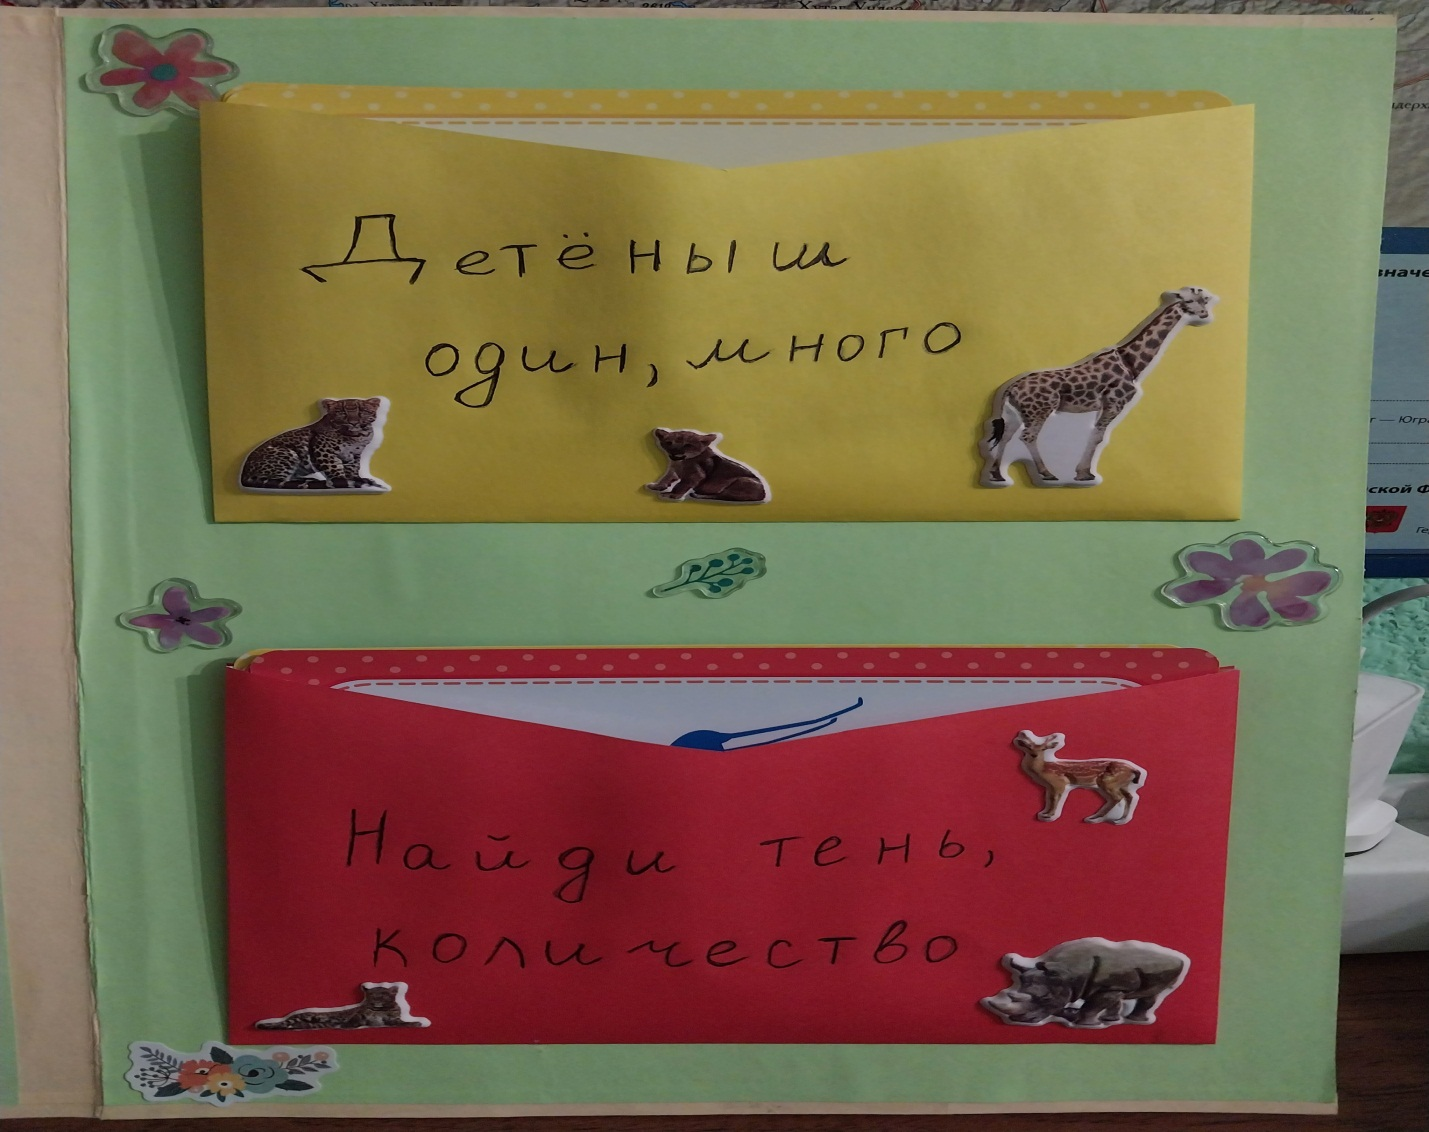 Детёныш
один, много
Найди тень,
количество